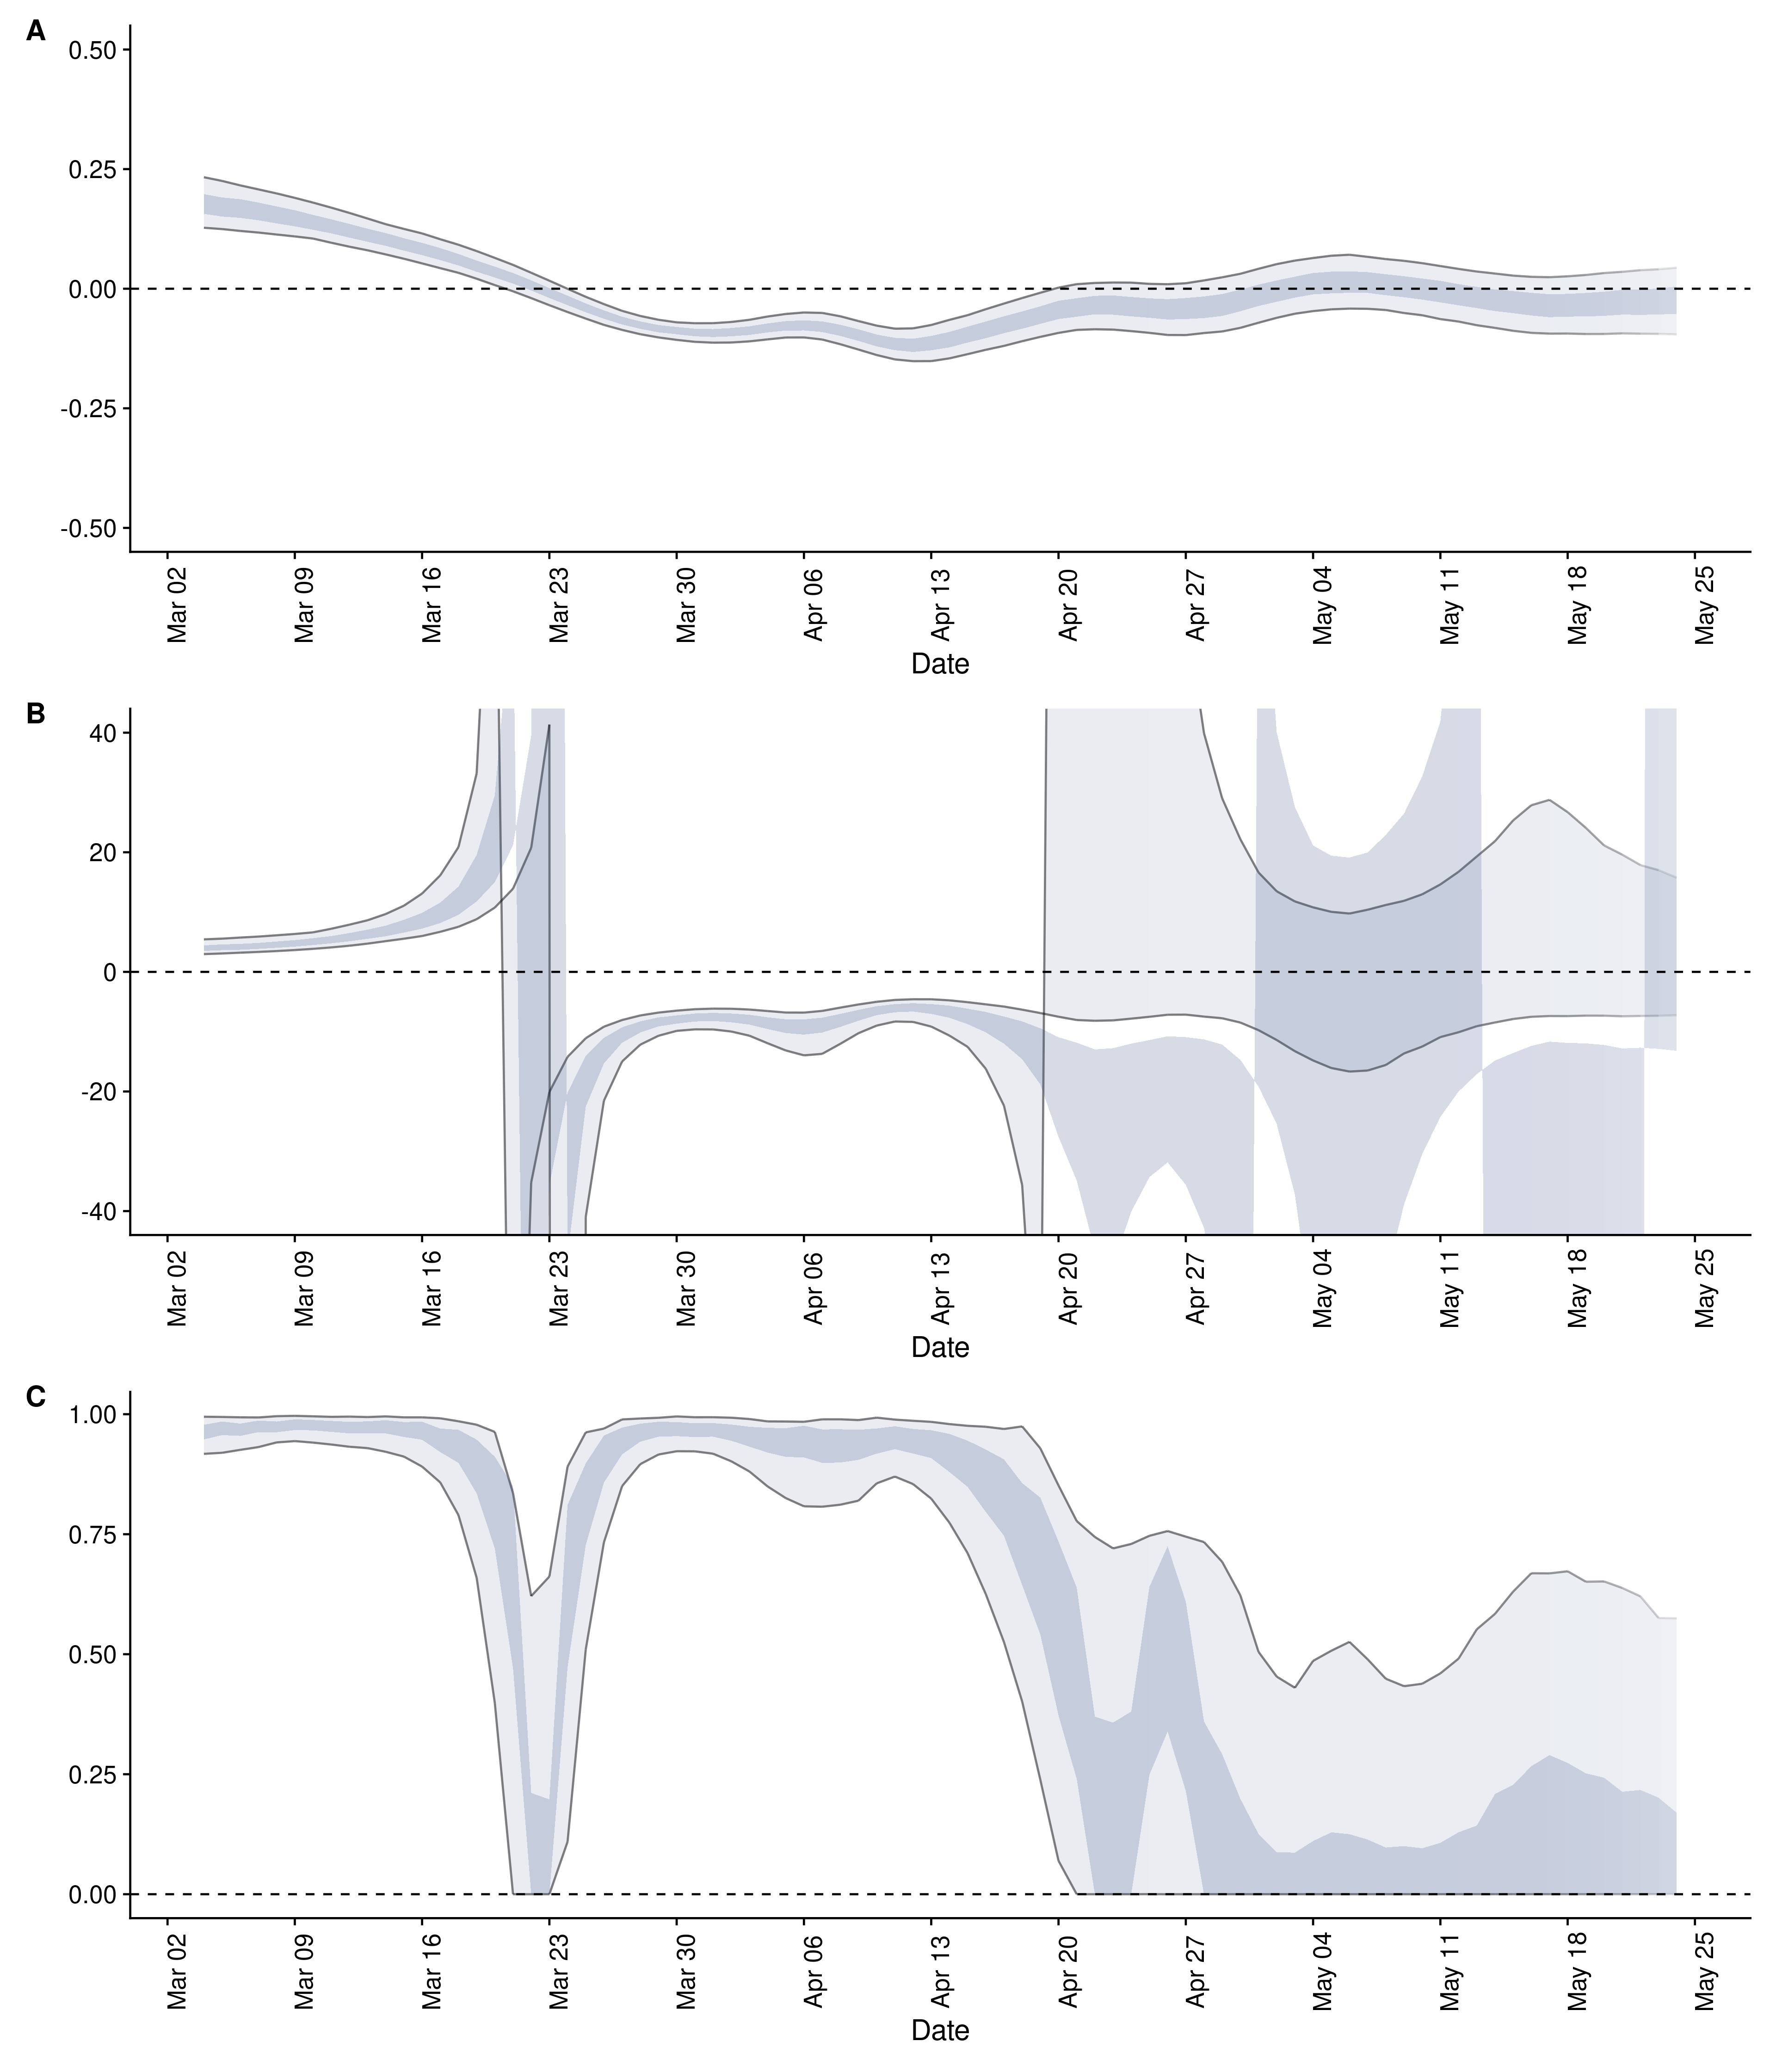 A
0.50
0.25
0.00
-0.25
-0.50
Mar 02
Mar 09
Mar 16
Mar 23
Mar 30
Apr 06
Apr 13
Apr 20
Apr 27
May 04
May 11
May 18
May 25
Date
B
40
20
0
-20
-40
Mar 02
Mar 09
Mar 16
Mar 23
Mar 30
Apr 06
Apr 13
Apr 20
Apr 27
May 04
May 11
May 18
May 25
Date
C
1.00
0.75
0.50
0.25
0.00
Mar 02
Mar 09
Mar 16
Mar 23
Mar 30
Apr 06
Apr 13
Apr 20
Apr 27
May 04
May 11
May 18
May 25
Date